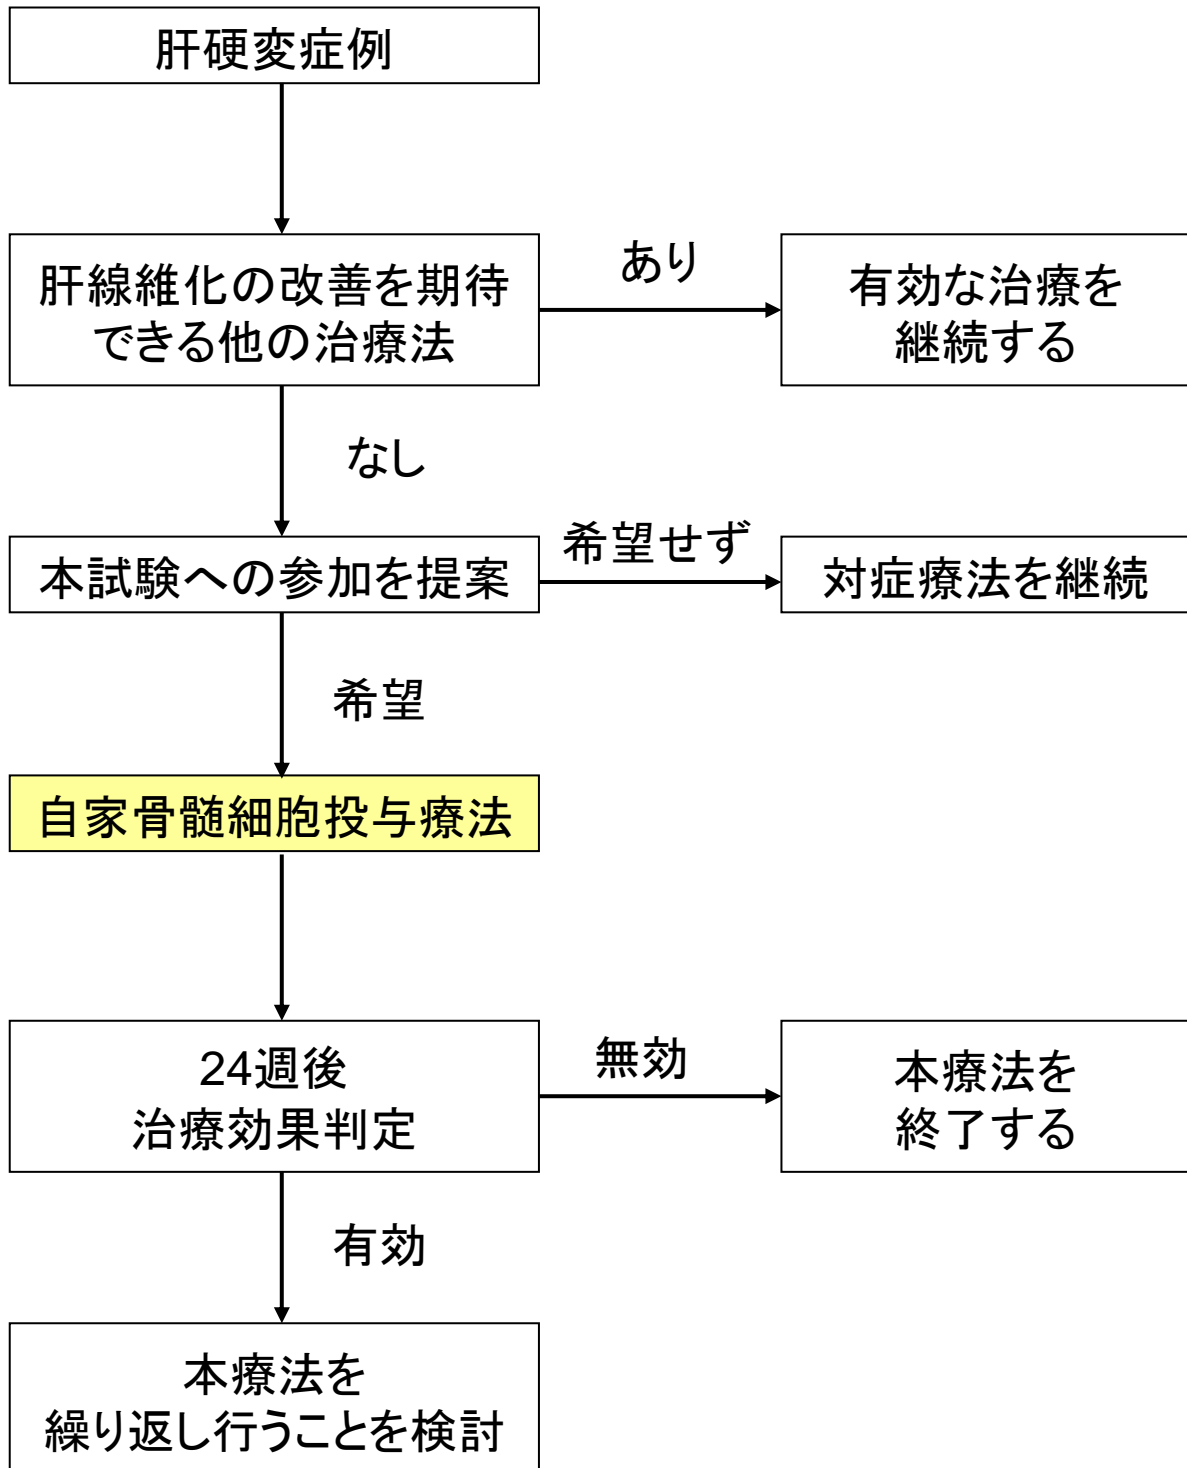 肝硬変症例
肝線維化の改善を期待
できる他の治療法
あり
有効な治療を
継続する
なし
本試験への参加を提案
希望せず
対症療法を継続
希望
自家骨髄細胞投与療法
24週後
治療効果判定
無効
本療法を
終了する
有効
本療法を
繰り返し行うことを検討